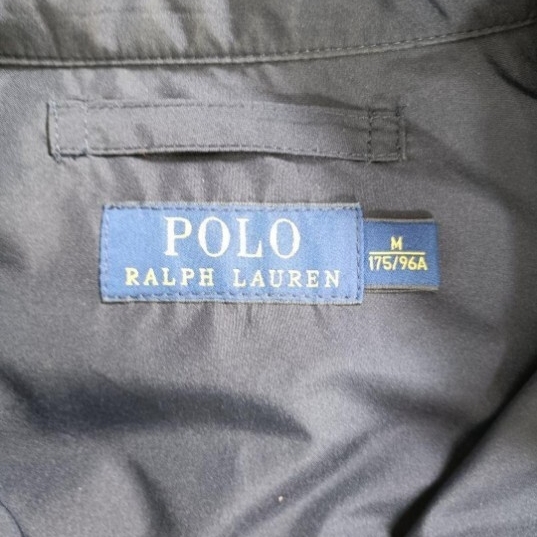 POLO
RALPH LAUREN
M
175/96A